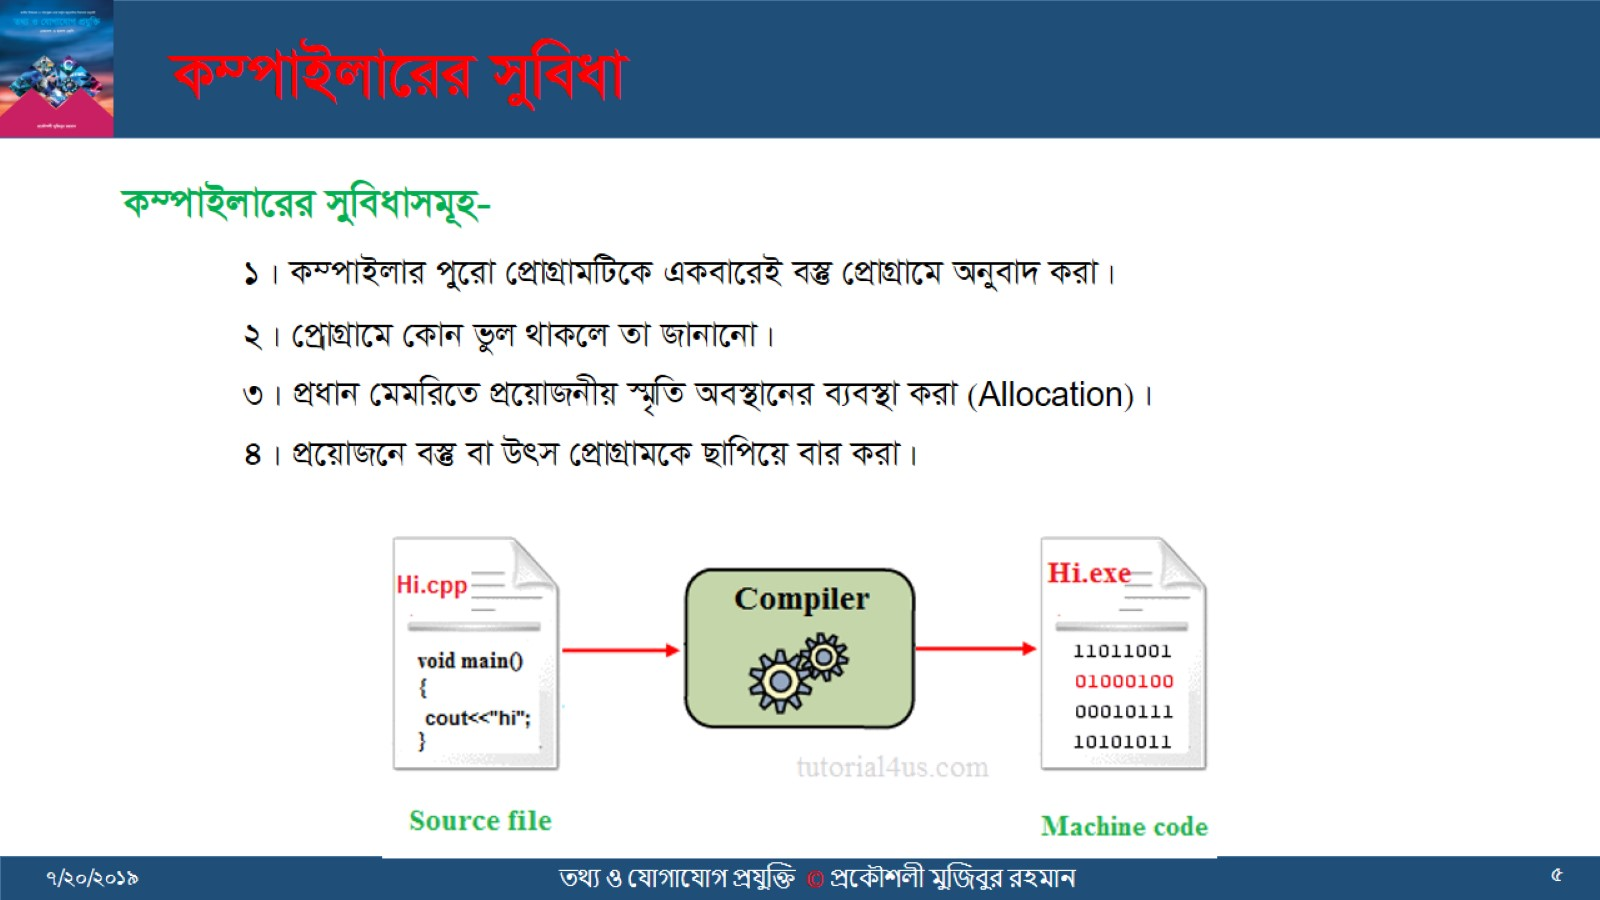 তথ্য ও যোগাযোগ প্রযুক্তি
কম্পাইলারের সুবিধা
কম্পাইলারের সুবিধাসমূহ-
১। কম্পাইলার পুরো প্রোগ্রামটিকে একবারেই বস্তু প্রোগ্রামে অনুবাদ করা।
২। প্রোগ্রামে কোন ভুল থাকলে তা জানানো।
৩। প্রধান মেমরিতে প্রয়োজনীয় স্মৃতি অবস্থানের ব্যবস্থা করা (Allocation)।
৪। প্রয়োজনে বস্তু বা উৎস প্রোগ্রামকে ছাপিয়ে বার করা।
Hi.cpp
void main()
{
cout<<"hi";
}
Source file
Compiler
tutorial4us.com
Hi.exe
11011001
01000100
00010111
10101011
Machine code
৭/২০/২০১৯
তথ্য ও যোগাযোগ প্রযুক্তি © প্রকৌশলী মুজিবুর রহমান
৫